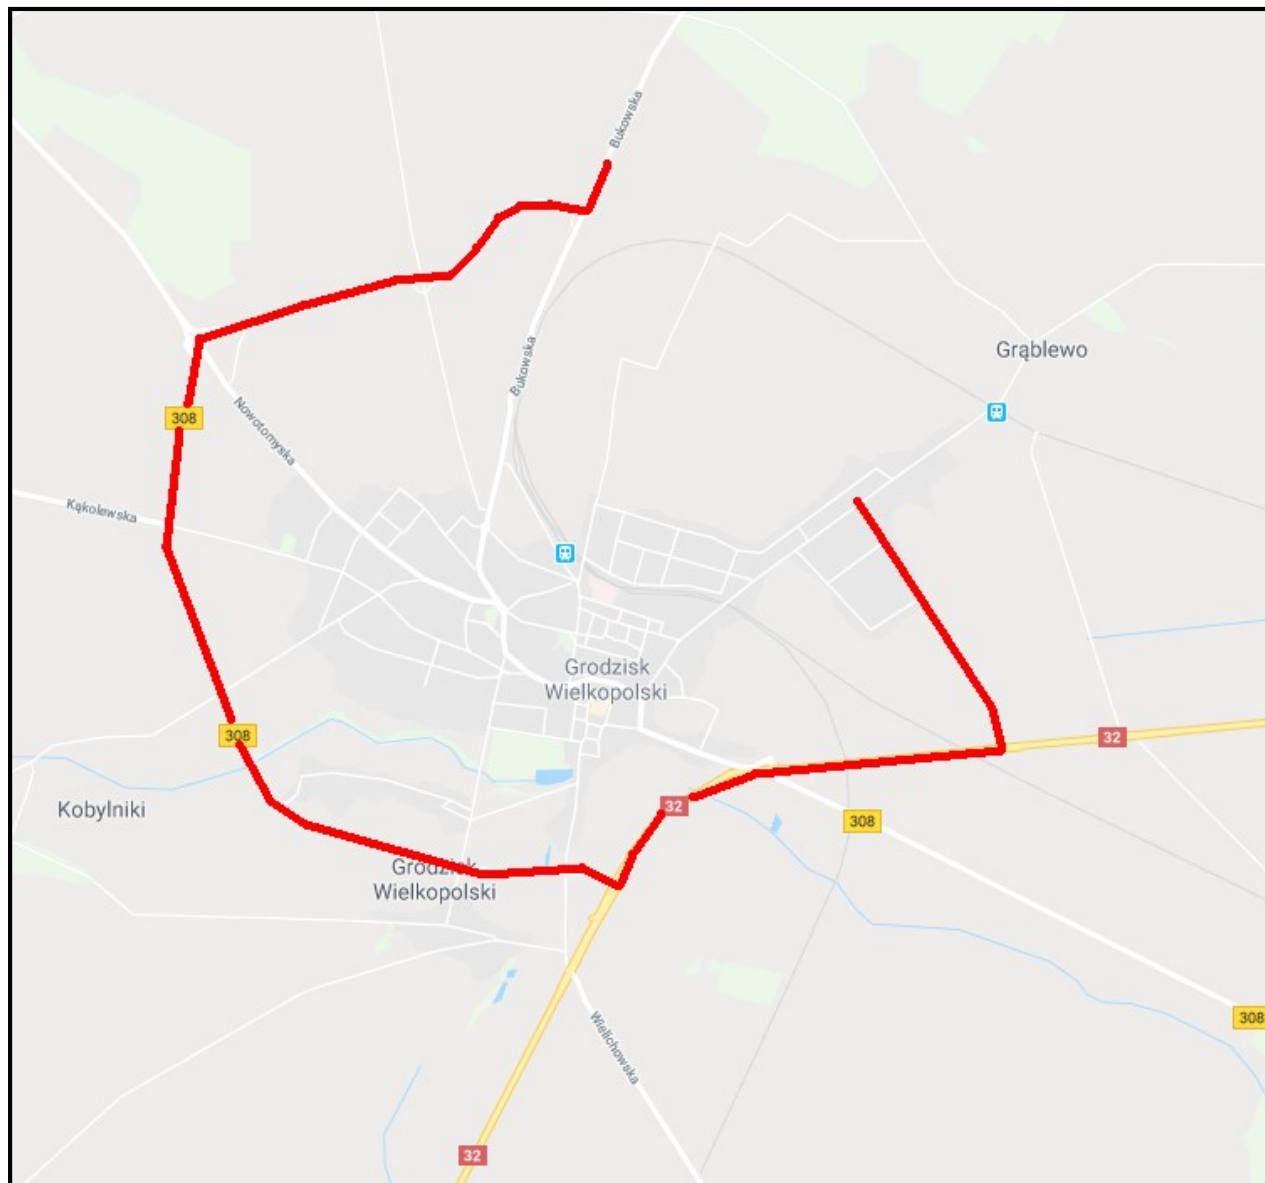 Bukowska
Bukowska
Grąblewo
308
Nowotomyska
Kąkolewska
Grodzisk
Wielkopolski
308
32
Kobylniki
32
308
Grodzisk
Wielkopolski
308
Wielichowska
32